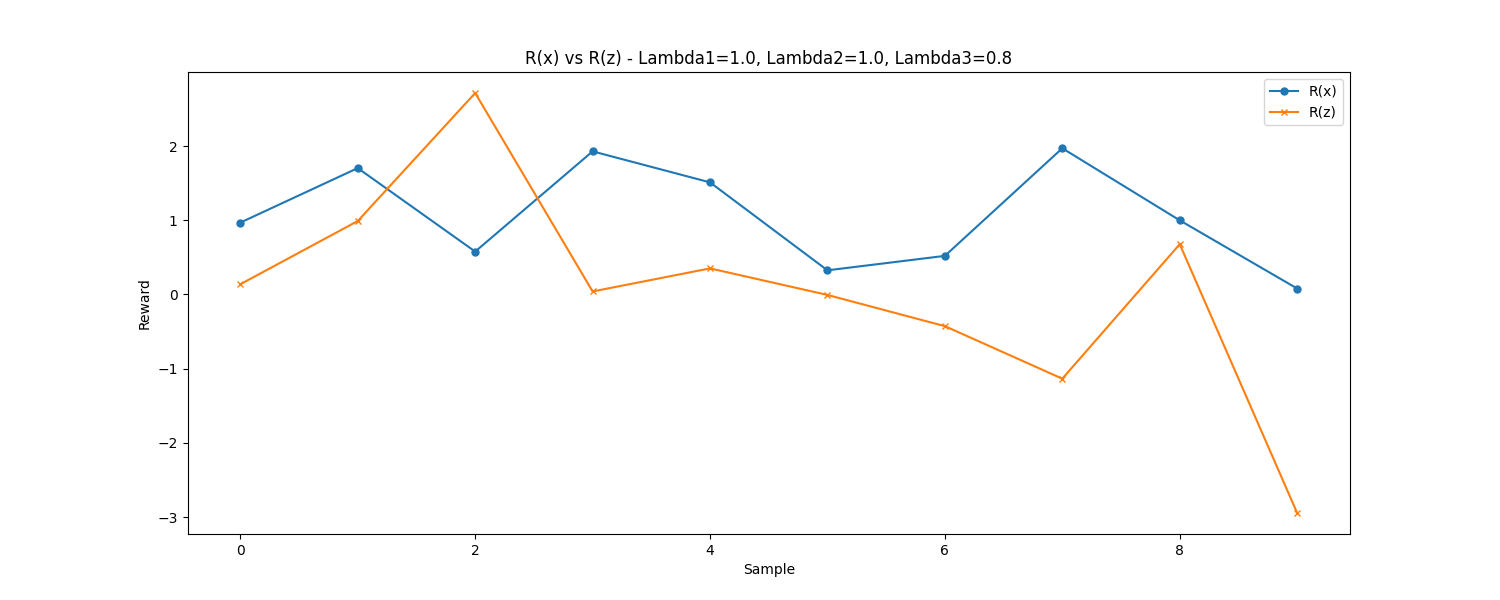 R(x) vs R(z) - Lambda1=1.0, Lambda2=1.0, Lambda3=0.8
R(x)
R(z)
2
1
0
−1
−2
−3
Reward
0 2 4 6 8
Sample